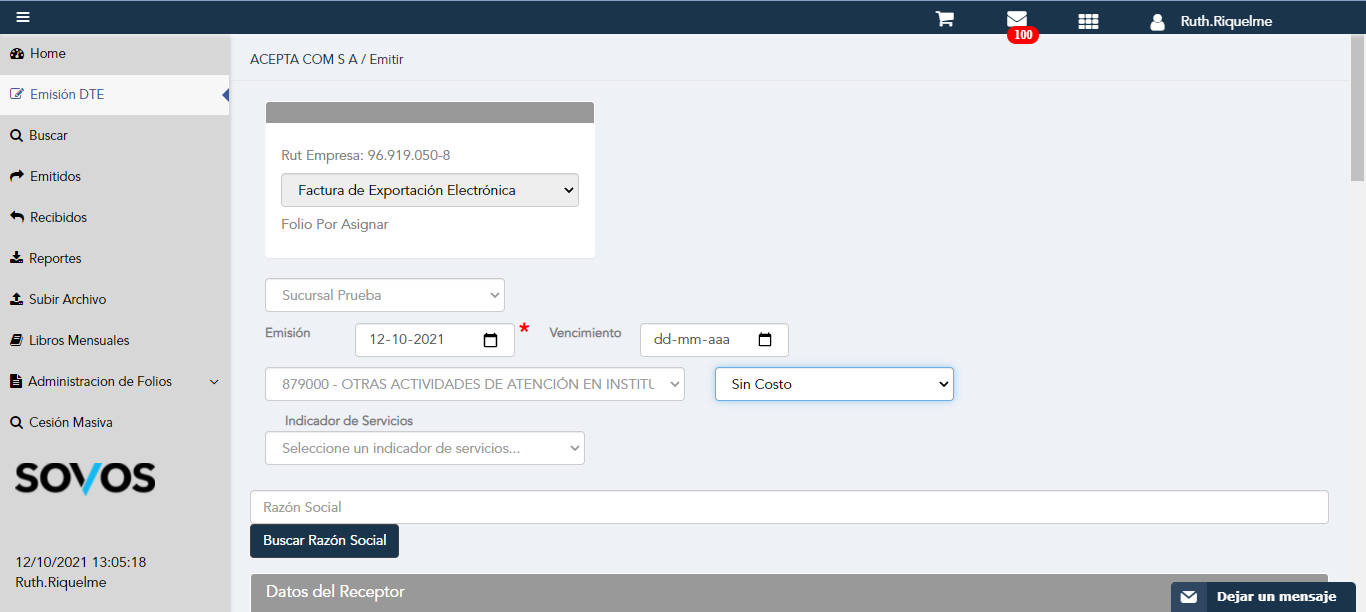 100
Ruth.Riquelme
Home
Emisión DTE
Buscar
Emitidos
Recibidos
Reportes
Subir Archivo
Libros Mensuales
Administracion de Folios
Cesión Masiva
SOVOS
12/10/2021 13:05:18
Ruth.Riquelme
ACEPTA COM S A / Emitir
Rut Empresa: 96.919.050-8
Factura de Exportación Electrónica
Folio Por Asignar
Sucursal Prueba
Emisión 12-10-2021 * Vencimiento dd-mm-aaa
879000 - OTRAS ACTIVIDADES DE ATENCIÓN EN INSTITU Sin Costo
Indicador de Servicios
Seleccione un indicador de servicios...
Razón Social
Buscar Razón Social
Datos del Receptor
Dejar un mensaje